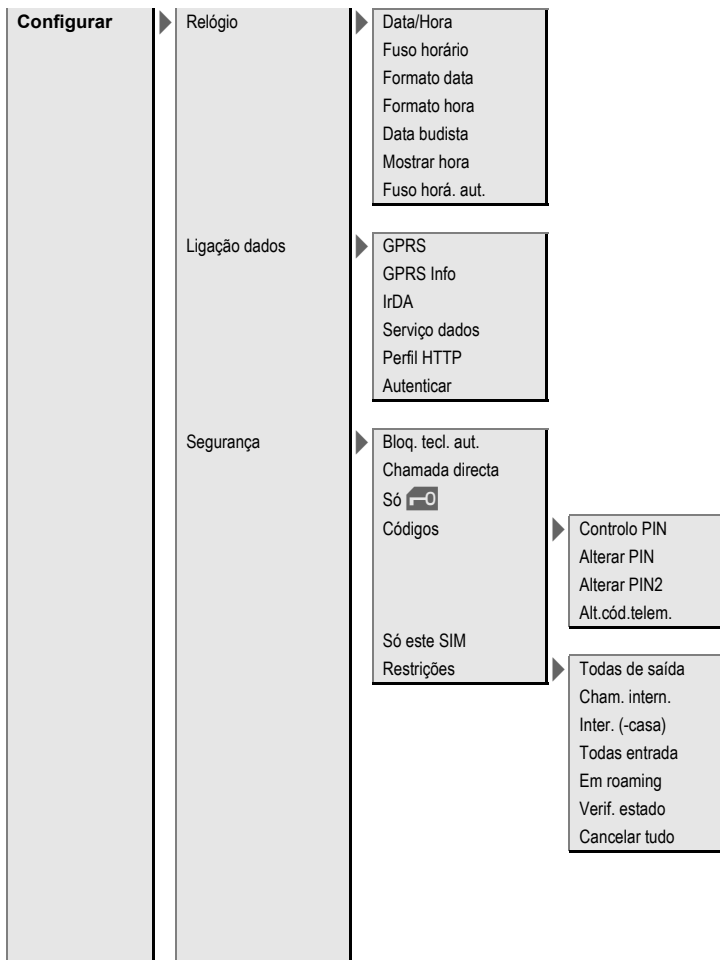 Configurar
Relógio
Data/Hora
Fuso horário
Formato data
Formato hora
Data budista
Mostrar hora
Fuso horá. aut.
Ligação dados
GPRS
GPRS Info
IrDA
Serviço dados
Perfil HTTP
Autenticar
Segurança
Bloq. tecl. aut.
Chamada directa
Só
Códigos
Controlo PIN
Alterar PIN
Alterar PIN2
Alt.cód.telem.
Só este SIM
Restrições
Todas de saída
Cham. intern.
Inter. (-casa)
Todas entrada
Em roaming
Verif. estado
Cancelar tudo